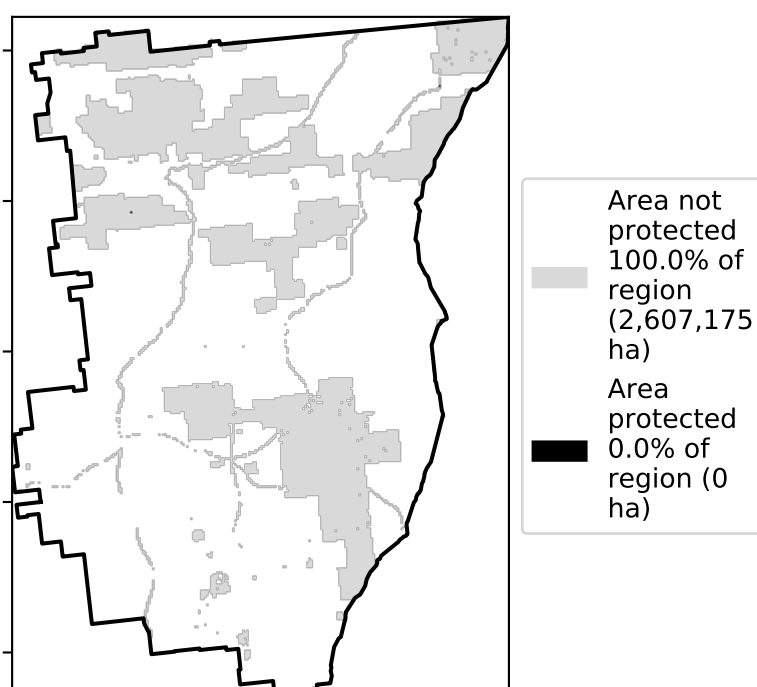 Area not
protected
100.0% of
region
(2,607,175
ha)
Area
protected
0.0% of
region (0
ha)